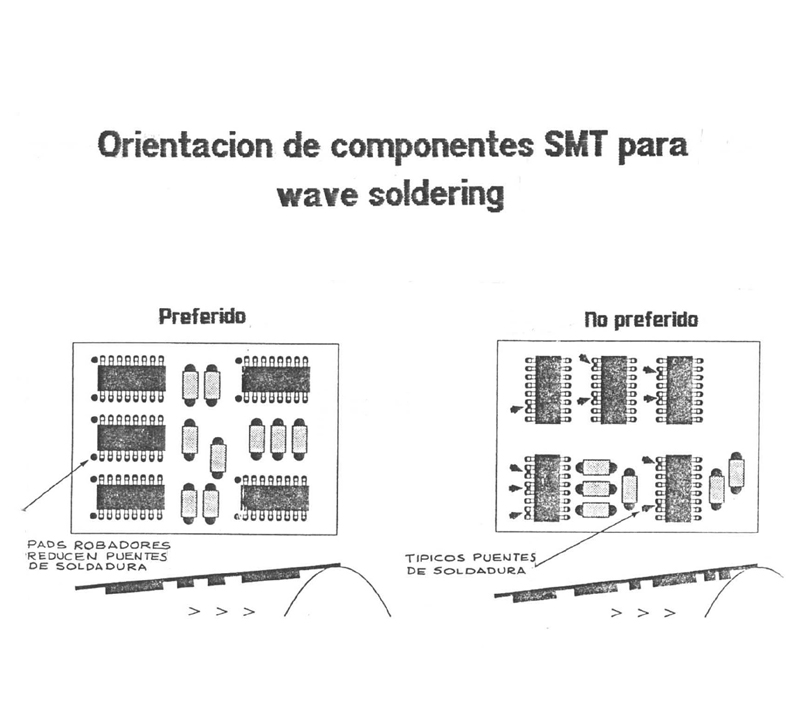 Orientacion de componentes SMT para
wave soldering
Preferido
No preferido
PADS ROBADORES
REDUCEN PUENTES
DE SOLDADURA
TIPICOS PUENTES
DE SOLDADURA
> > >
> > >